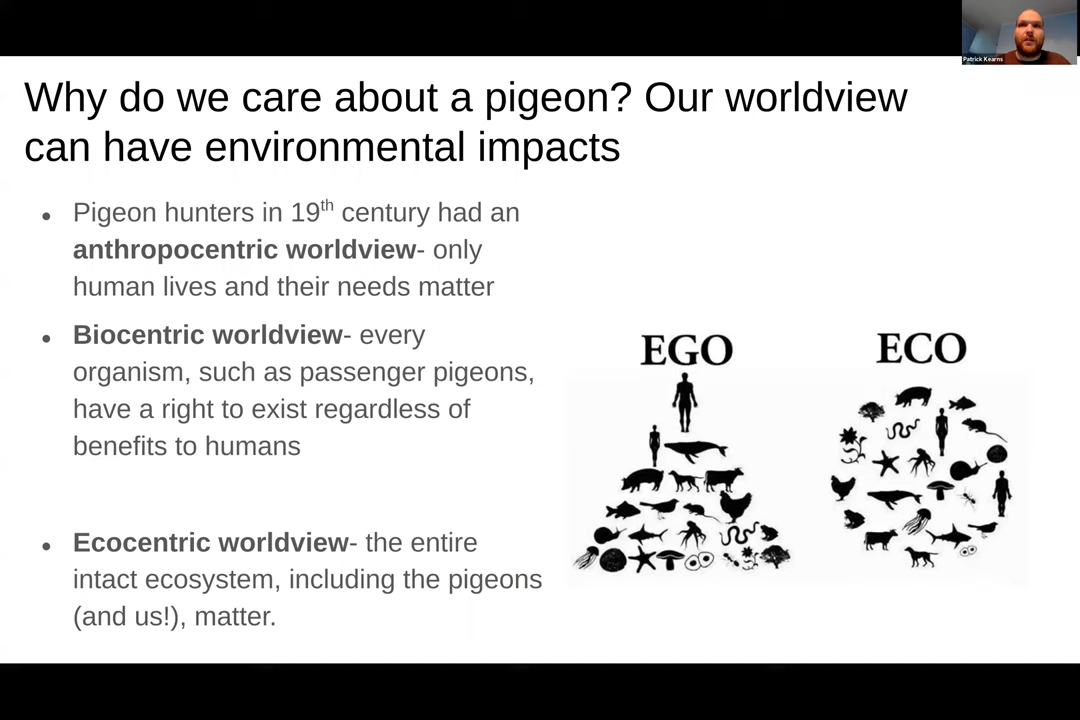 Patrick Kearns
Why do we care about a pigeon? Our worldview
can have environmental impacts
• Pigeon hunters in 19th century had an
anthropocentric worldview- only
human lives and their needs matter
• Biocentric worldview- every
organism, such as passenger pigeons,
have a right to exist regardless of
benefits to humans
• Ecocentric worldview- the entire
intact ecosystem, including the pigeons
(and us!), matter.
EGO
ECO